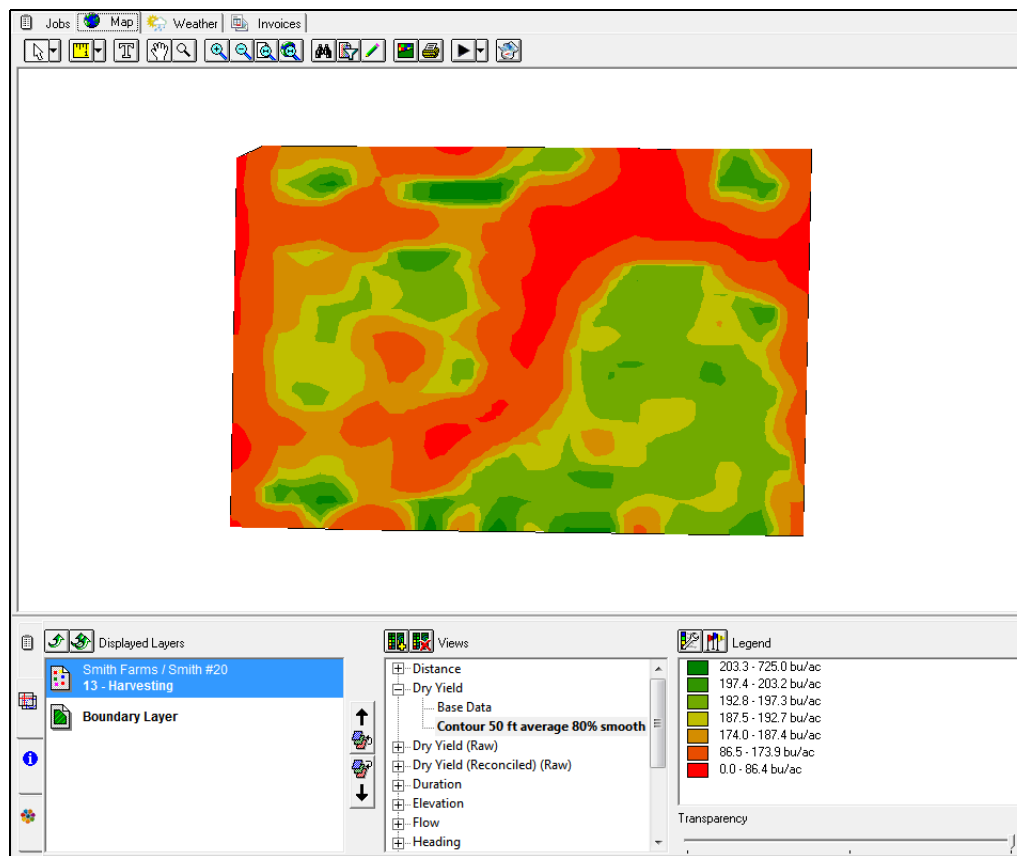 Jobs Map Weather Invoices
T
Displayed Layers
Smith Farms / Smith #20
13 - Harvesting
Boundary Layer
Views
Distance
Dry Yield
Base Data
Contour 50 ft average 80% smooth
Dry Yield (Raw)
Dry Yield (Reconciled) (Raw)
Duration
Elevation
Flow
Heading
Legend
203.3 - 725.0 bu/ac
197.4 - 203.2 bu/ac
192.8 - 197.3 bu/ac
187.5 - 192.7 bu/ac
174.0 - 187.4 bu/ac
86.5 - 173.9 bu/ac
0.0 - 86.4 bu/ac
Transparency